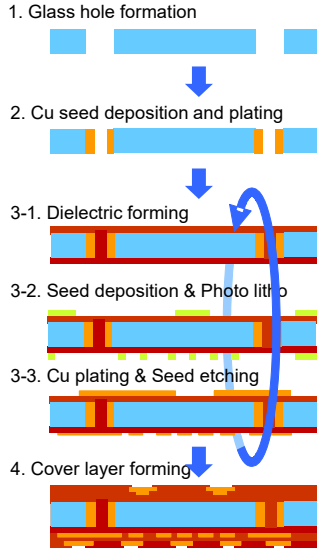 1. Glass hole formation
2. Cu seed deposition and plating
3-1. Dielectric forming
3-2. Seed deposition & Photo litho
3-3. Cu plating & Seed etching
4. Cover layer forming